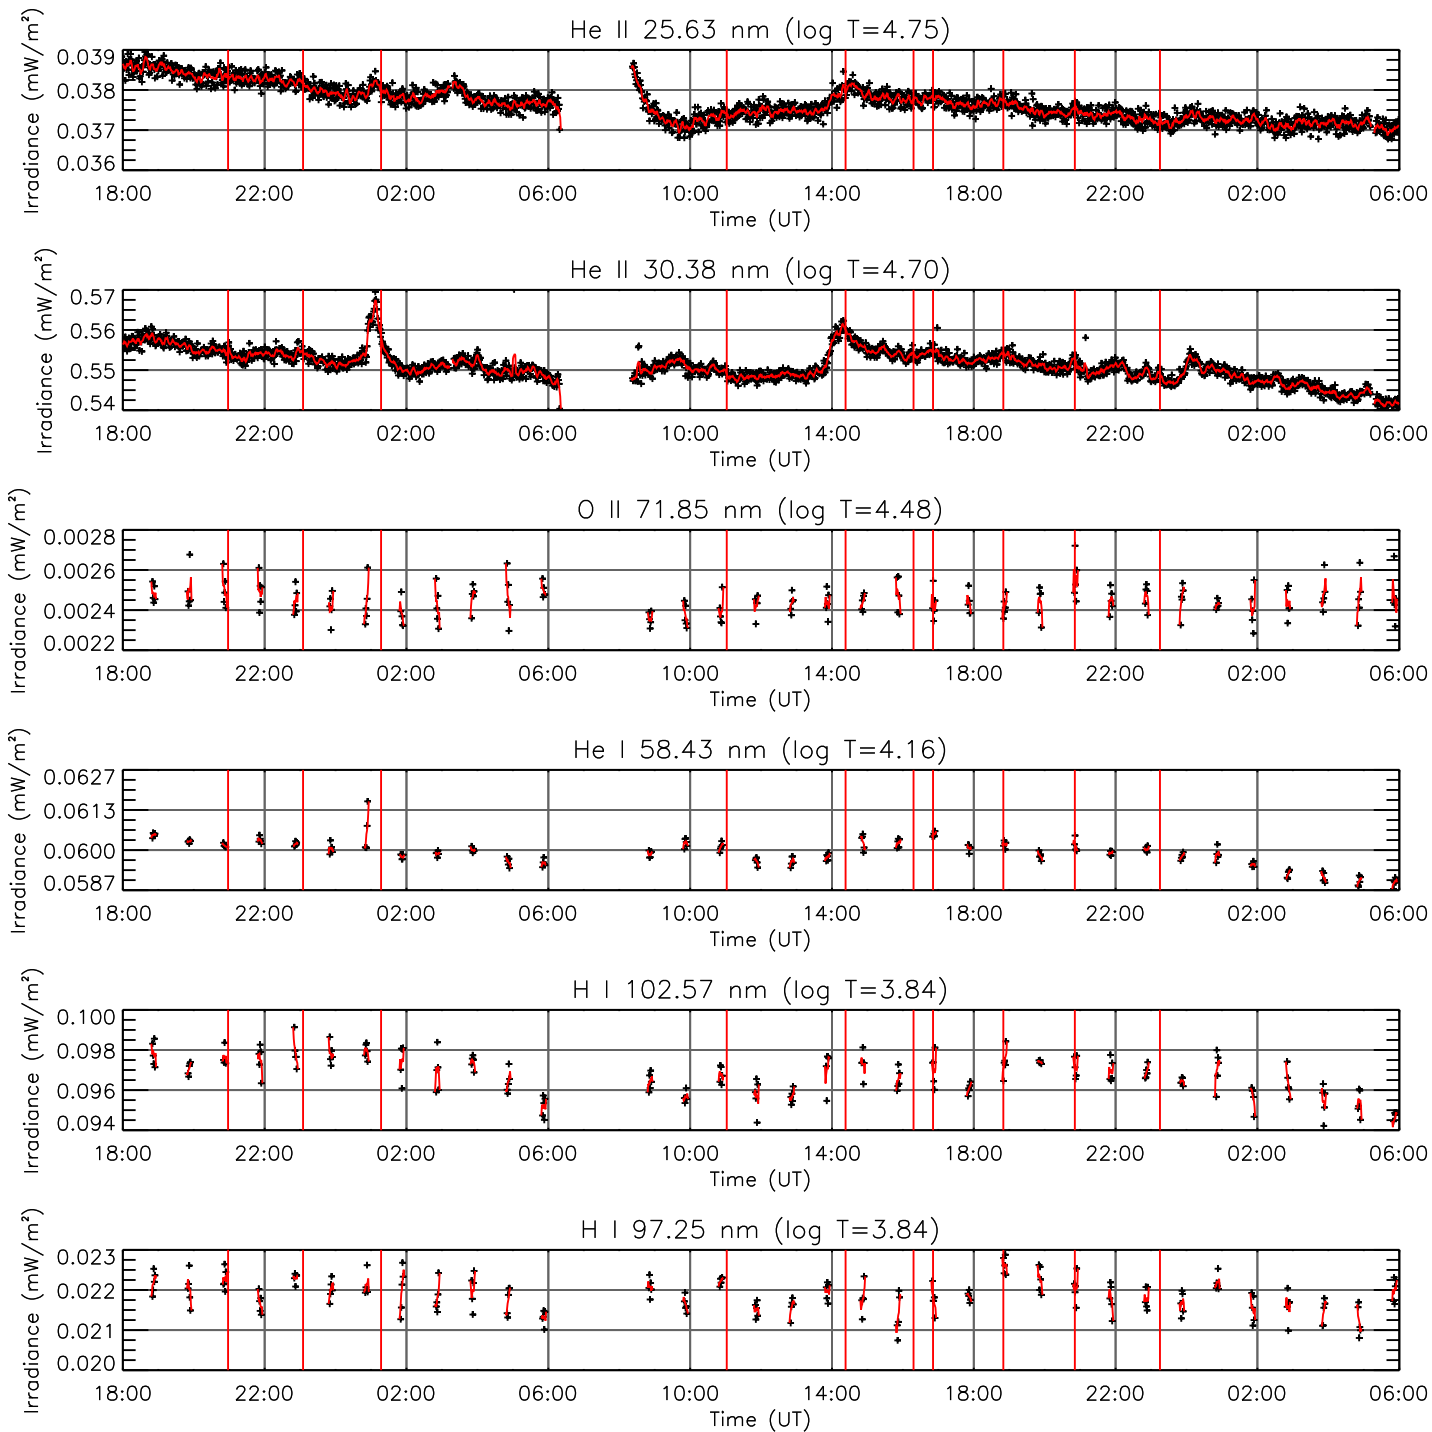 He II 25.63 nm (log T=4.75)
Irradiance (mW/m²)
0.039
0.038
0.037
0.036
18:00 22:00 02:00 06:00 10:00 14:00 18:00 22:00 02:00 06:00
Time (UT)
He II 30.38 nm (log T=4.70)
Irradiance (mW/m²)
0.57
0.56
0.55
0.54
18:00 22:00 02:00 06:00 10:00 14:00 18:00 22:00 02:00 06:00
Time (UT)
O II 71.85 nm (log T=4.48)
Irradiance (mW/m²)
0.0028
0.0026
0.0024
0.0022
18:00 22:00 02:00 06:00 10:00 14:00 18:00 22:00 02:00 06:00
Time (UT)
He I 58.43 nm (log T=4.16)
Irradiance (mW/m²)
0.0627
0.0613
0.0600
0.0587
18:00 22:00 02:00 06:00 10:00 14:00 18:00 22:00 02:00 06:00
Time (UT)
H I 102.57 nm (log T=3.84)
Irradiance (mW/m²)
0.100
0.098
0.096
0.094
18:00 22:00 02:00 06:00 10:00 14:00 18:00 22:00 02:00 06:00
Time (UT)
H I 97.25 nm (log T=3.84)
Irradiance (mW/m²)
0.023
0.022
0.021
0.020
18:00 22:00 02:00 06:00 10:00 14:00 18:00 22:00 02:00 06:00
Time (UT)